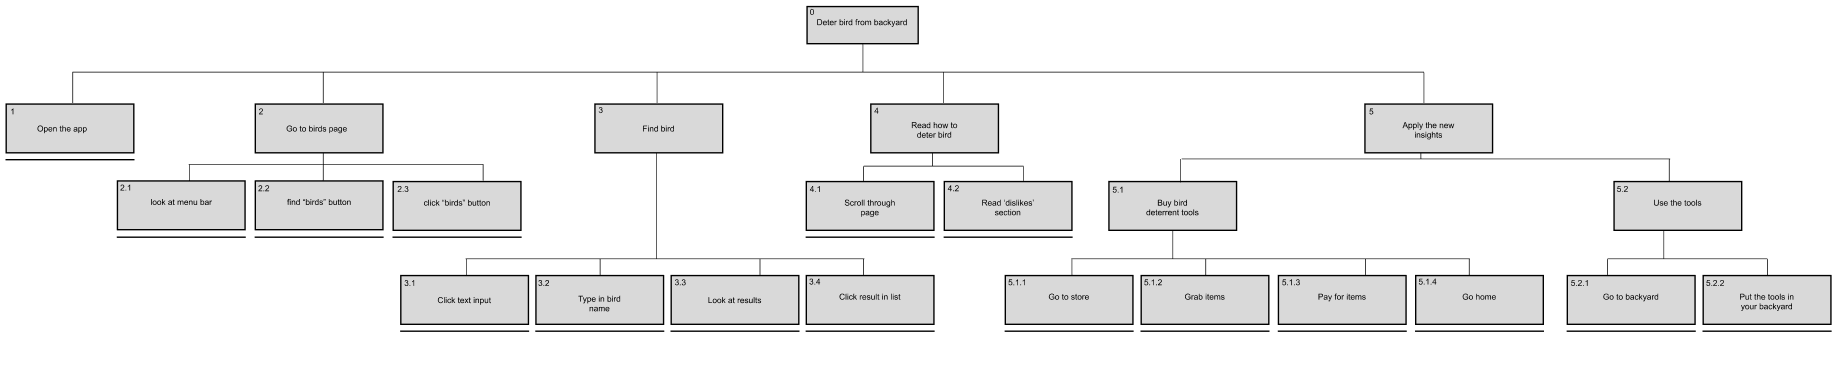 0
Deter bird from backyard
1
Open the app
2
Go to birds page
3
Find bird
4
Read how to
deter bird
5
Apply the new
insights
2.1
look at menu bar
2.2
find “birds” button
2.3
click “birds” button
4.1
Scroll through
page
4.2
Read ‘dislikes’
section
5.1
Buy bird
deterrent tools
5.2
Use the tools
3.1
Click text input
3.2
Type in bird
name
3.3
Look at results
3.4
Click result in list
5.1.1
Go to store
5.1.2
Grab items
5.1.3
Pay for items
5.1.4
Go home
5.2.1
Go to backyard
5.2.2
Put the tools in
your backyard